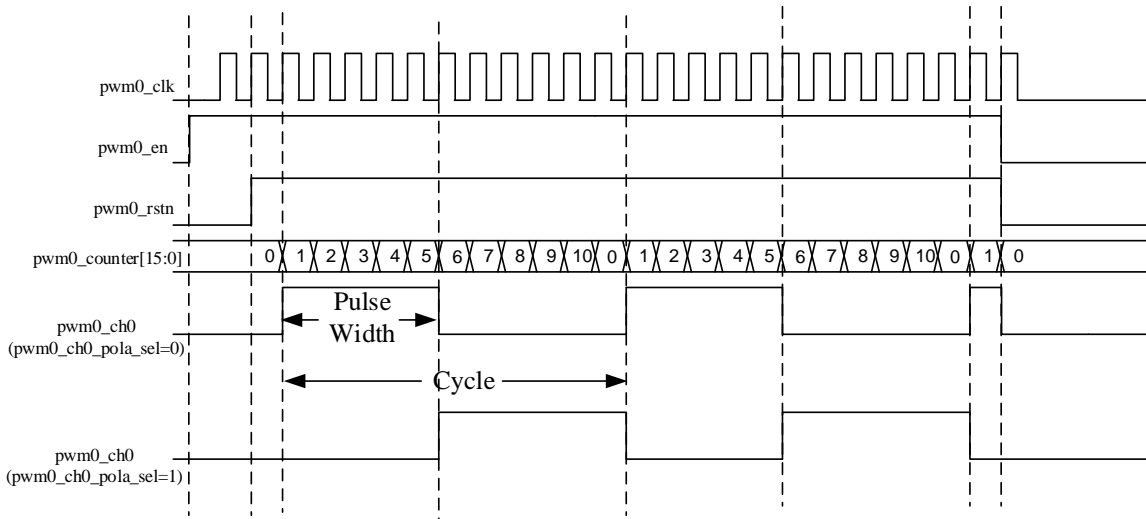 pwm0_clk
pwm0_en
pwm0_rstn
pwm0_counter[15:0] 0 1 2 3 4 5 6 7 8 9 10 0 1 2 3 4 5 6 7 8 9 10 0 1 0
pwm0_ch0
(pwm0_ch0_pola_sel=0)
Pulse
Width
Cycle
pwm0_ch0
(pwm0_ch0_pola_sel=1)